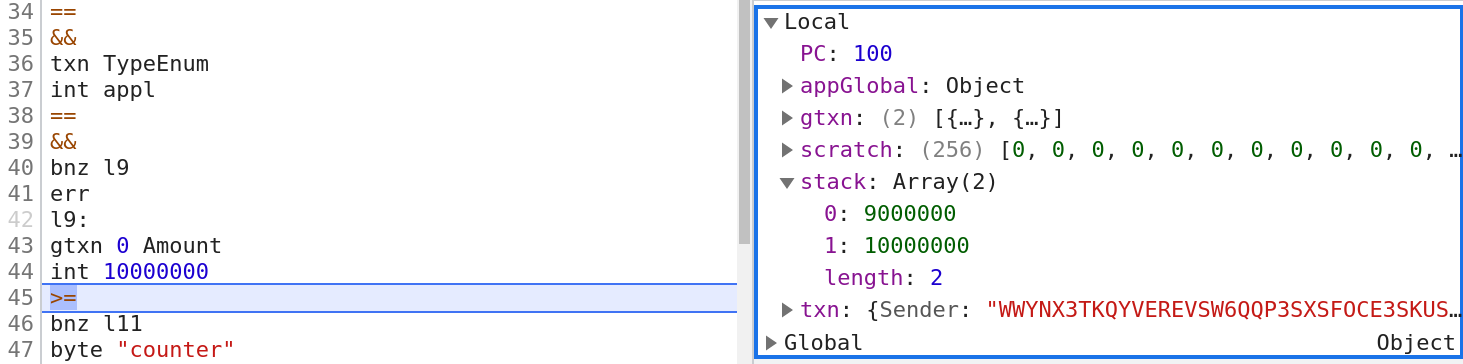 34 ==
35 &&
36 txn TypeEnum
37 int appl
38 ==
39 &&
40 bnz l9
41 err
42 l9:
43 gtxn 0 Amount
44 int 10000000
45 >=
46 bnz l11
47 byte "counter"
Local
PC: 100
appGlobal: Object
gtxn: (2) [{…}, {…}]
scratch: (256) [0, 0, 0, 0, 0, 0, 0, 0, 0, 0, 0, …
stack: Array(2)
0: 9000000
1: 10000000
length: 2
txn: {Sender: "WWYNX3TKQYVEREVSW6QQP3SXSFOCE3SKUS…
Global Object